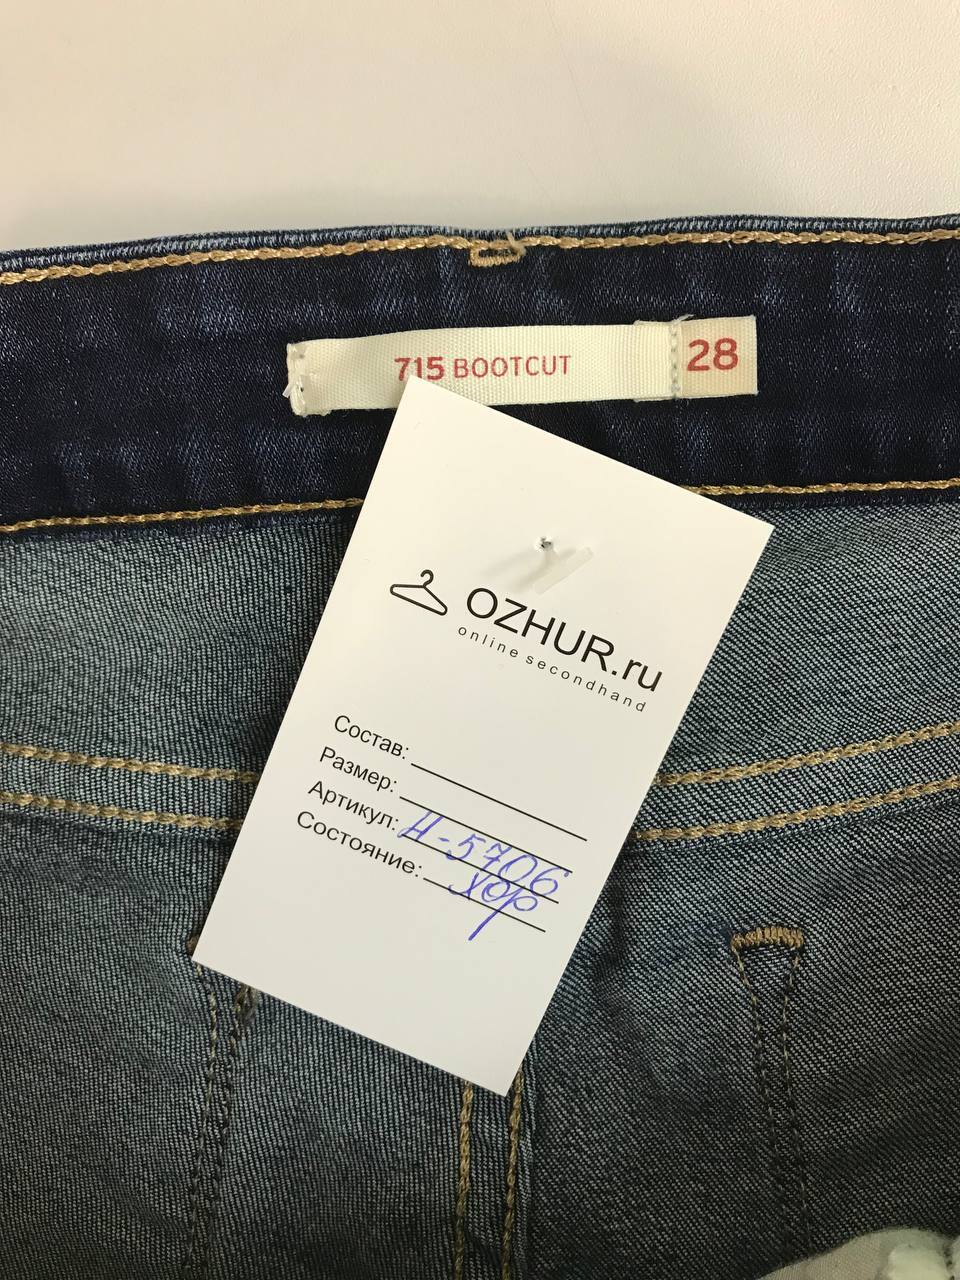 715 BOOTCUT 28
OZHUR.ru
online secondhand
Состав:
Размер:
Артикул: Н-5706
Состояние: хор